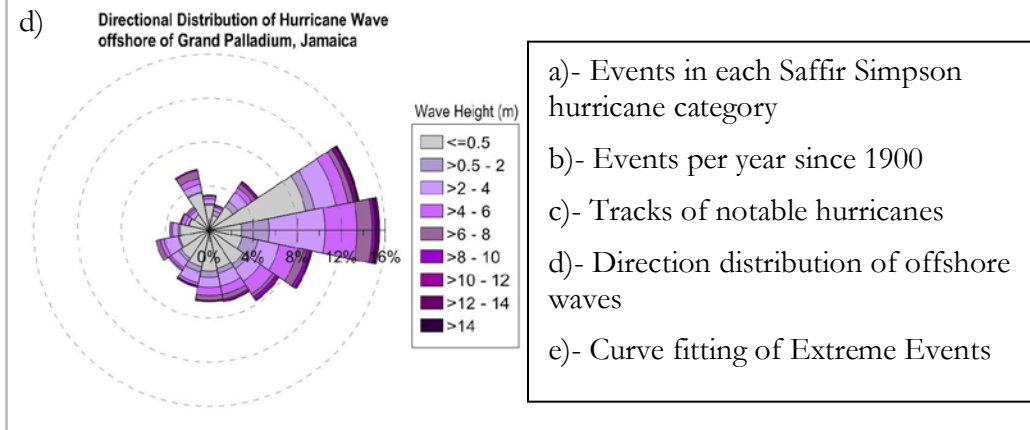 d)
Directional Distribution of Hurricane Wave
offshore of Grand Palladium, Jamaica
0% 4% 8% 12% 16%
Wave Height (m)
<=0.5
>0.5 - 2
>2 - 4
>4 - 6
>6 - 8
>8 - 10
>10 - 12
>12 - 14
>14
a)- Events in each Saffir Simpson
hurricane category
b)- Events per year since 1900
c)- Tracks of notable hurricanes
d)- Direction distribution of offshore
waves
e)- Curve fitting of Extreme Events